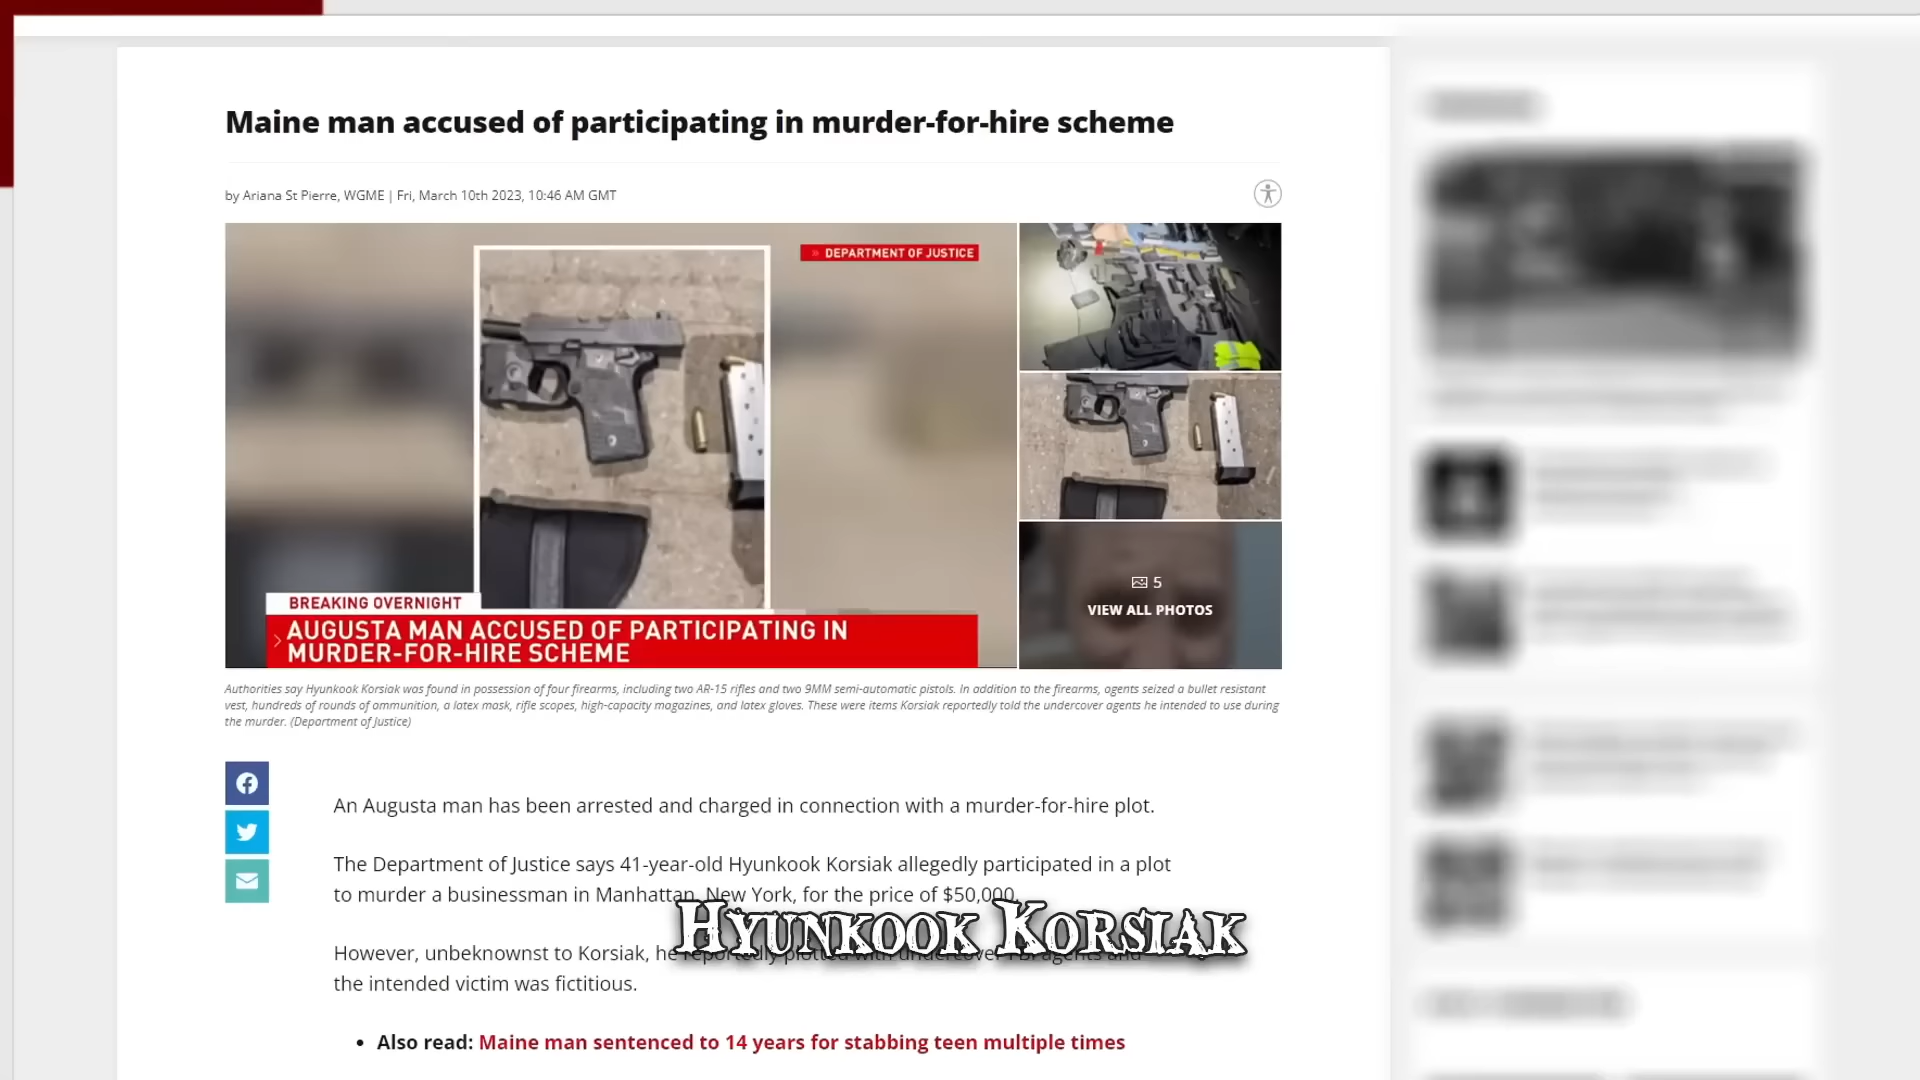 Maine man accused of participating in murder-for-hire scheme
by Ariana St Pierre, WGME | Fri, March 10th 2023, 10:46 AM GMT
» DEPARTMENT OF JUSTICE
BREAKING OVERNIGHT
AUGUSTA MAN ACCUSED OF PARTICIPATING IN
MURDER-FOR-HIRE SCHEME
5
VIEW ALL PHOTOS
Authorities say Hyunkook Korsiak was found in possession of four firearms, including two AR-15 rifles and two 9MM semi-automatic pistols. In addition to the firearms, agents seized a bullet resistant
vest, hundreds of rounds of ammunition, a latex mask, rifle scopes, high-capacity magazines, and latex gloves. These were items Korsiak reportedly told the undercover agents he intended to use during
the murder. (Department of Justice)
An Augusta man has been arrested and charged in connection with a murder-for-hire plot.
The Department of Justice says 41-year-old Hyunkook Korsiak allegedly participated in a plot
to murder a businessman in Manhattan, New York, for the price of $50,000.
Hyunkook Korsiak
However, unbeknownst to Korsiak, he reportedly plotted with undercover FBI agents and
the intended victim was fictitious.
• Also read: Maine man sentenced to 14 years for stabbing teen multiple times